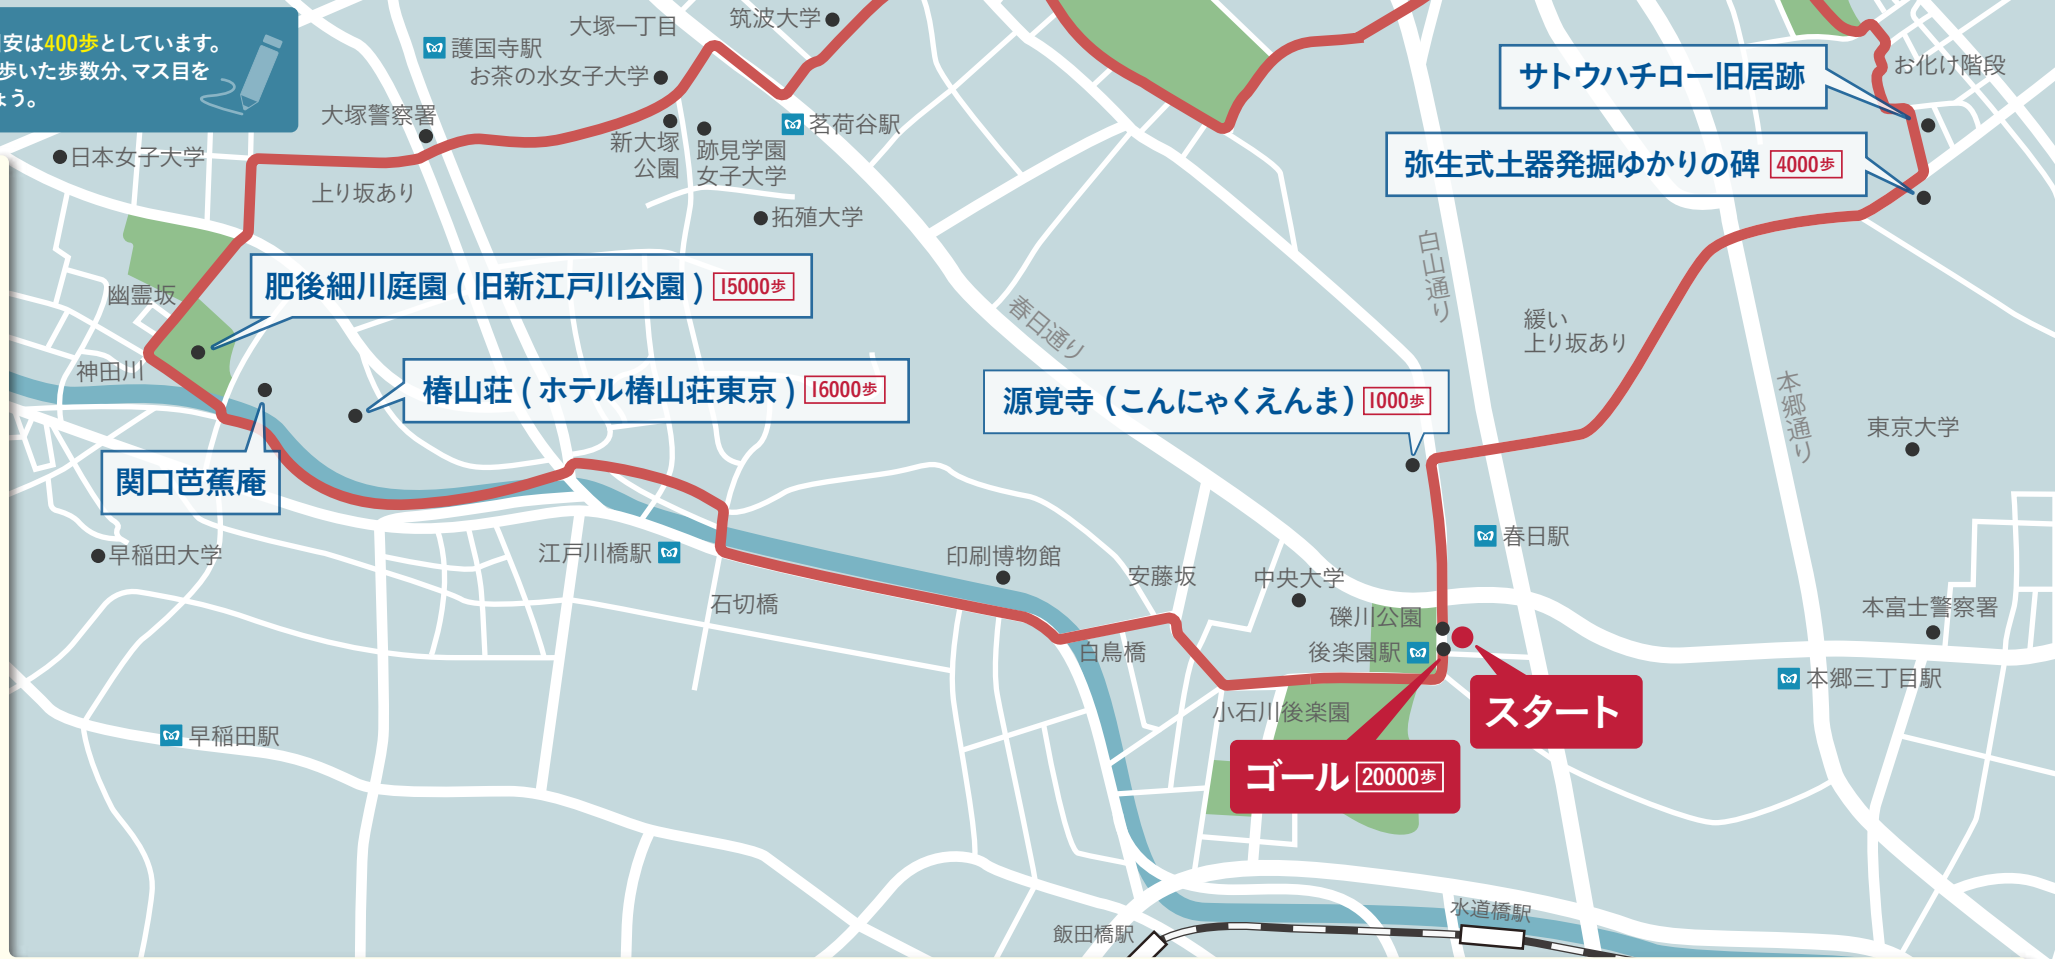 安は400歩としています。
歩いた歩数分、マス目を
ょう。
大塚一丁目
筑波大学
護国寺駅
お茶の水女子大学
大塚警察署
新大塚
公園
跡見学園
女子大学
茗荷谷駅
拓殖大学
日本女子大学
上り坂あり
サトウハチロー旧居跡
お化け階段
弥生式土器発掘ゆかりの碑 4000歩
肥後細川庭園 ( 旧新江戸川公園 ) 15000歩
幽霊坂
神田川
椿山荘 ( ホテル椿山荘東京 ) 16000歩
関口芭蕉庵
春日通り
白山通り
緩い
上り坂あり
本郷通り
源覚寺（こんにゃくえんま） 1000歩
東京大学
早稲田大学
江戸川橋駅
石切橋
印刷博物館
安藤坂
中央大学
春日駅
礫川公園
後楽園駅
白鳥橋
本富士警察署
本郷三丁目駅
小石川後楽園
スタート
ゴール 20000歩
早稲田駅
飯田橋駅
水道橋駅